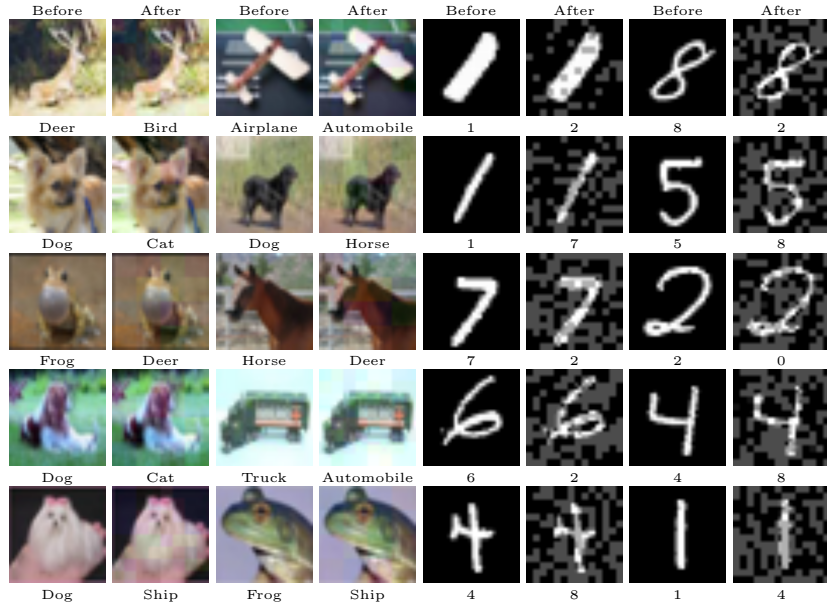 Before After Before After Before After Before After
Deer Bird Airplane Automobile 1 2 8 2
Dog Cat Dog Horse 1 7 5 8
Frog Deer Horse Deer 7 2 2 0
Dog Cat Truck Automobile 6 2 4 8
Dog Ship Frog Ship 4 8 1 4